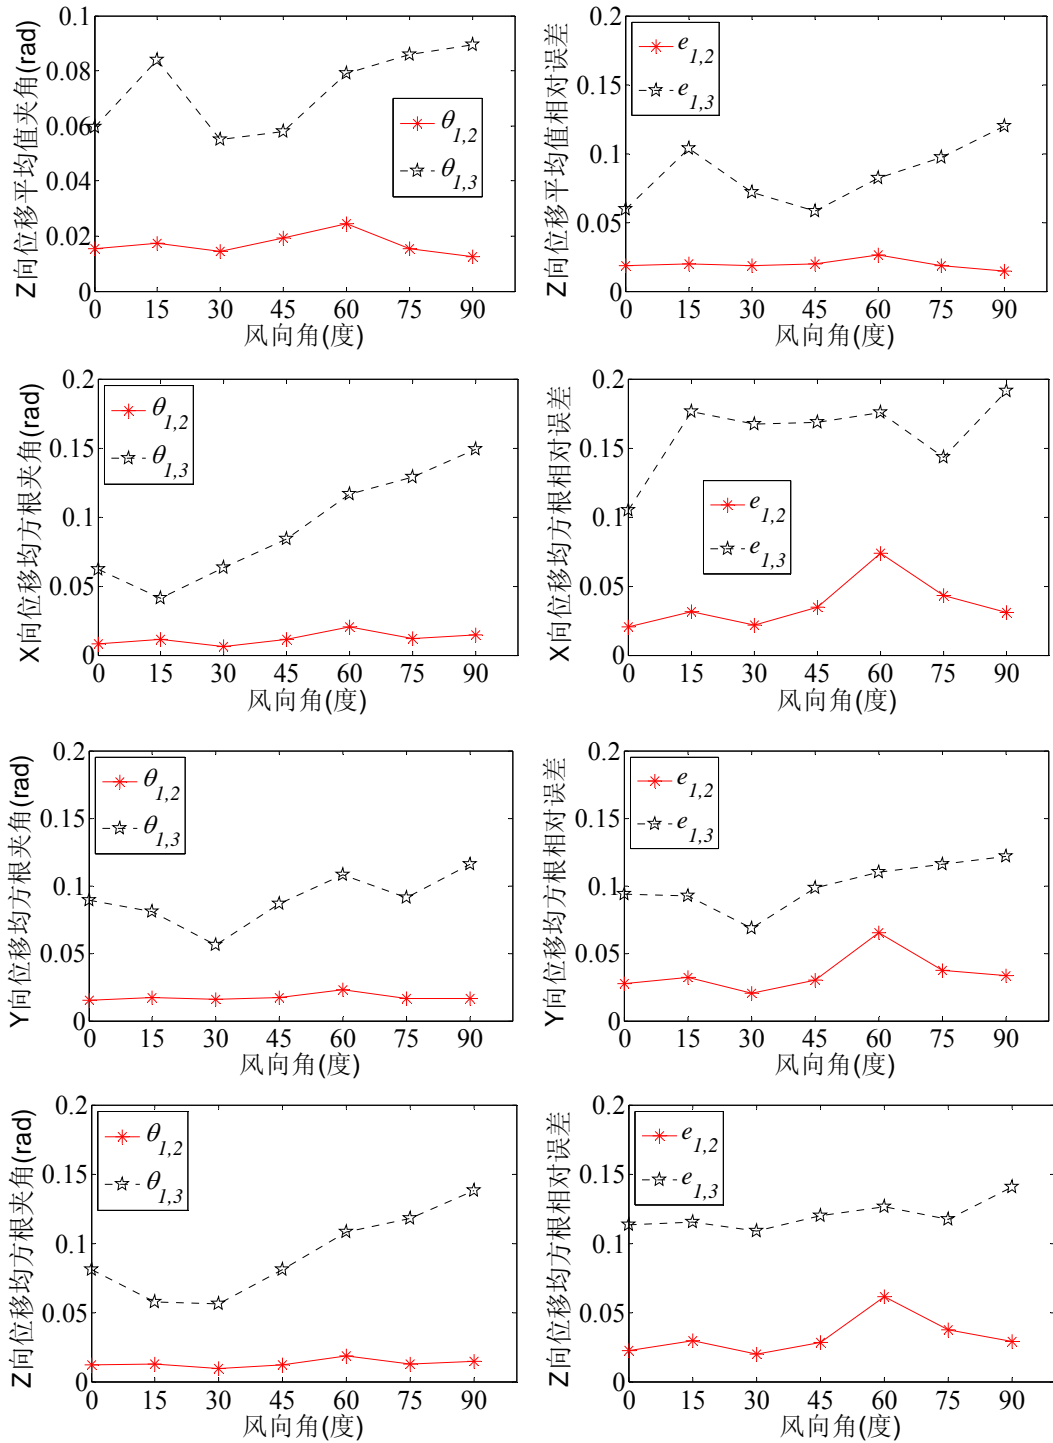 Z向位移平均值夹角(rad)
0.1
0.08
0.06
0.04
0.02
0
θ1,2
θ1,3
0 15 30 45 60 75 90
风向角(度)
Z向位移平均值相对误差
0.2
0.15
0.1
0.05
0
e1,2
e1,3
0 15 30 45 60 75 90
风向角(度)
X向位移均方根夹角(rad)
0.2
0.15
0.1
0.05
0
θ1,2
θ1,3
0 15 30 45 60 75 90
风向角(度)
X向位移均方根相对误差
0.2
0.15
0.1
0.05
0
e1,2
e1,3
0 15 30 45 60 75 90
风向角(度)
Y向位移均方根夹角(rad)
0.2
0.15
0.1
0.05
0
θ1,2
θ1,3
0 15 30 45 60 75 90
风向角(度)
Y向位移均方根相对误差
0.2
0.15
0.1
0.05
0
e1,2
e1,3
0 15 30 45 60 75 90
风向角(度)
Z向位移均方根夹角(rad)
0.2
0.15
0.1
0.05
0
θ1,2
θ1,3
0 15 30 45 60 75 90
风向角(度)
Z向位移均方根相对误差
0.2
0.15
0.1
0.05
0
e1,2
e1,3
0 15 30 45 60 75 90
风向角(度)